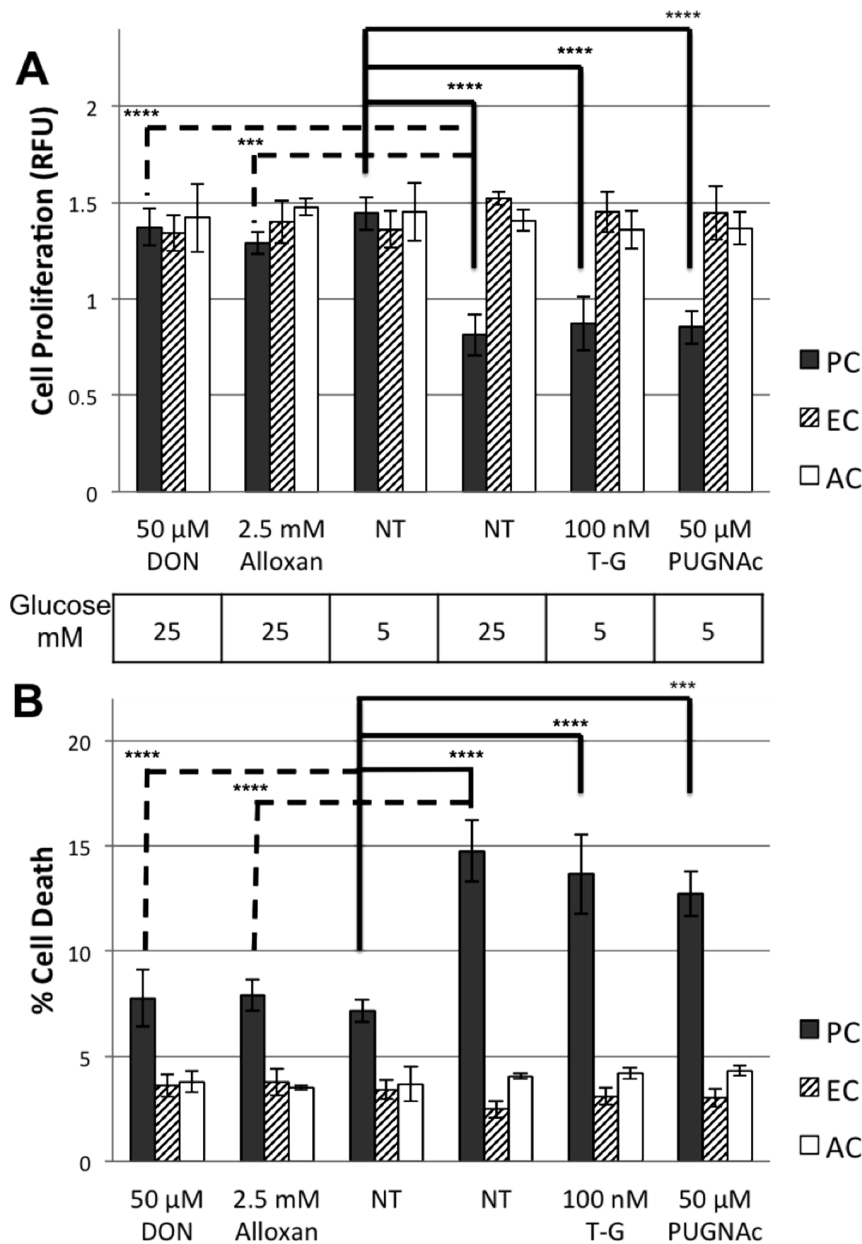 A
Cell Proliferation (RFU)
****
****
****
****
***
2
1.5
1
0.5
0
PC
EC
AC
50 µM 2.5 mM NT NT 100 nM 50 µM
DON Alloxan T-G PUGNAc
Glucose
mM 25 25 5 25 5 5
B
% Cell Death
***
****
****
****
****
20
15
10
5
0
PC
EC
AC
50 µM 2.5 mM NT NT 100 nM 50 µM
DON Alloxan T-G PUGNAc